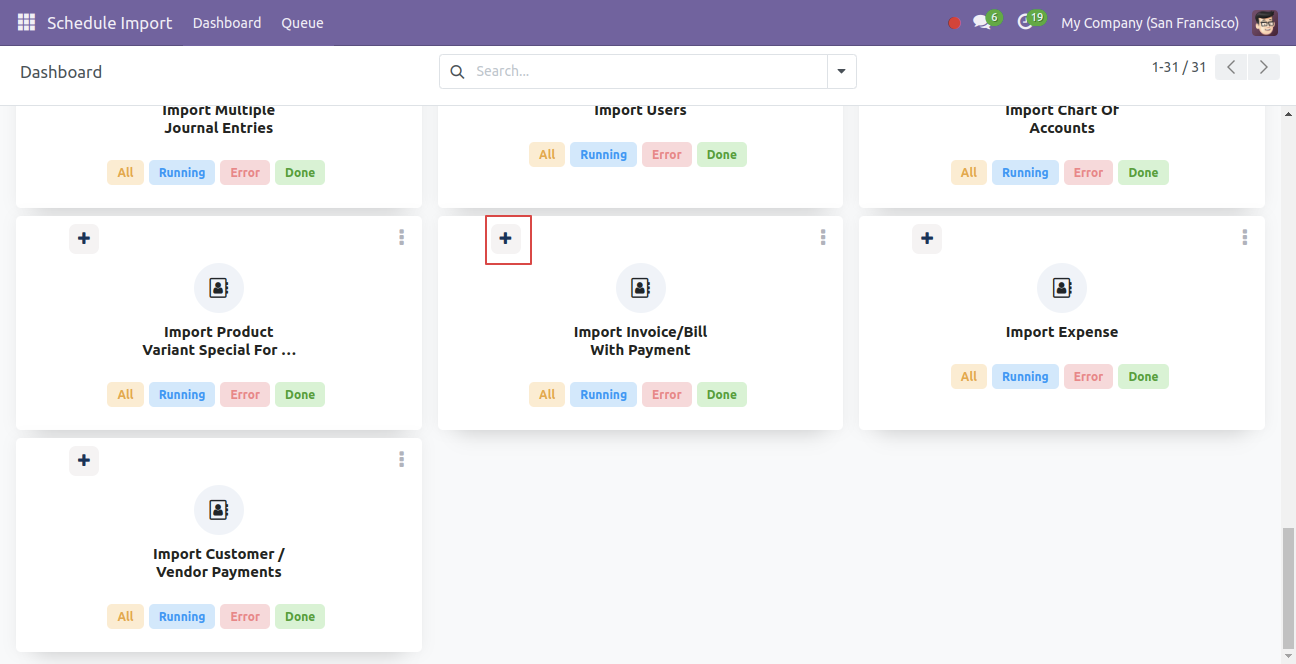 Schedule Import Dashboard Queue 6 19 My Company (San Francisco)
Dashboard Search... 1-31 / 31
Import Multiple
Journal Entries
All Running Error Done
Import Users
All Running Error Done
Import Chart Of
Accounts
All Running Error Done
Import Product
Variant Special For ...
All Running Error Done
Import Invoice/Bill
With Payment
All Running Error Done
Import Expense
All Running Error Done
Import Customer /
Vendor Payments
All Running Error Done